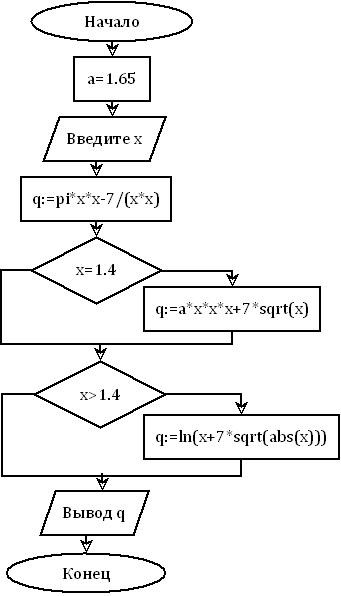 Начало
a=1.65
Введите x
q:=pi*x*x-7/(x*x)
x=1.4
q:=a*x*x*x+7*sqrt(x)
x>1.4
q:=ln(x+7*sqrt(abs(x)))
Вывод q
Конец